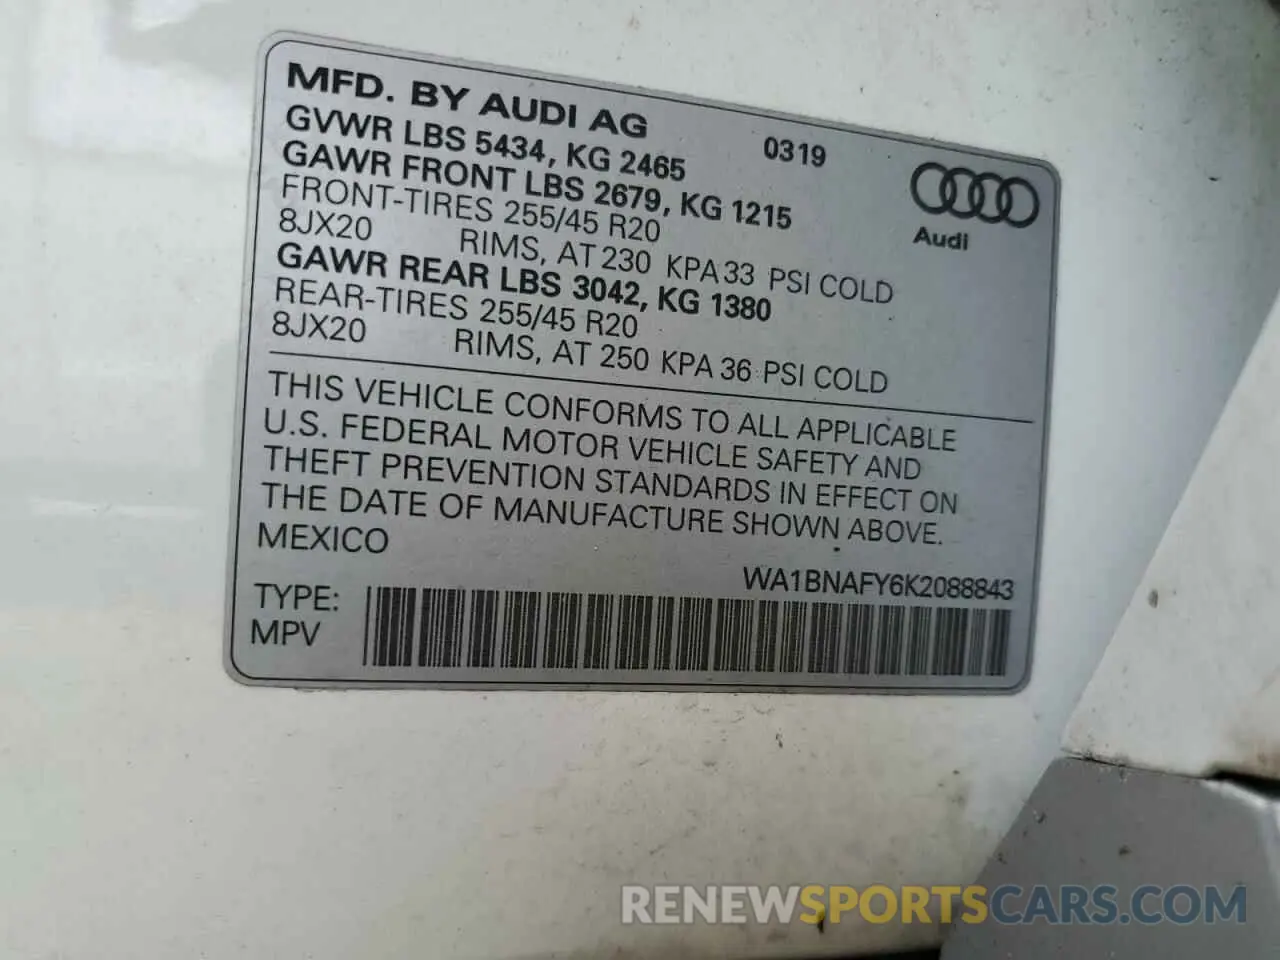 MFD. BY AUDI AG 0319
GVWR LBS 5434, KG 2465
GAWR FRONT LBS 2679, KG 1215
FRONT-TIRES 255/45 R20
8JX20 RIMS, AT 230 KPA 33 PSI COLD
Audi
GAWR REAR LBS 3042, KG 1380
REAR-TIRES 255/45 R20
8JX20 RIMS, AT 250 KPA 36 PSI COLD
THIS VEHICLE CONFORMS TO ALL APPLICABLE
U.S. FEDERAL MOTOR VEHICLE SAFETY AND
THEFT PREVENTION STANDARDS IN EFFECT ON
THE DATE OF MANUFACTURE SHOWN ABOVE.
MEXICO
WA1BNAFY6K2088843
TYPE:
MPV
RENEWSPORTSCARS.COM